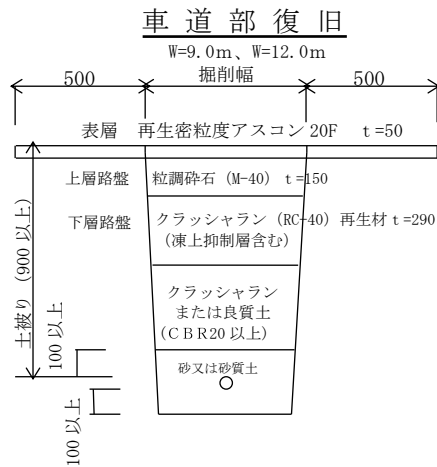 車道部復旧
W=9.0m、W=12.0m
500 掘削幅 500
表層 再生密粒度アスコン20F t=50
上層路盤 粒調砕石(M-40) t=150
下層路盤 クラッシャラン(RC-40)再生材 t=290
(凍上抑制層含む)
クラッシャラン
または良質土
(CBR20以上)
砂又は砂質土
土被り(900以上)
100以上
100以上